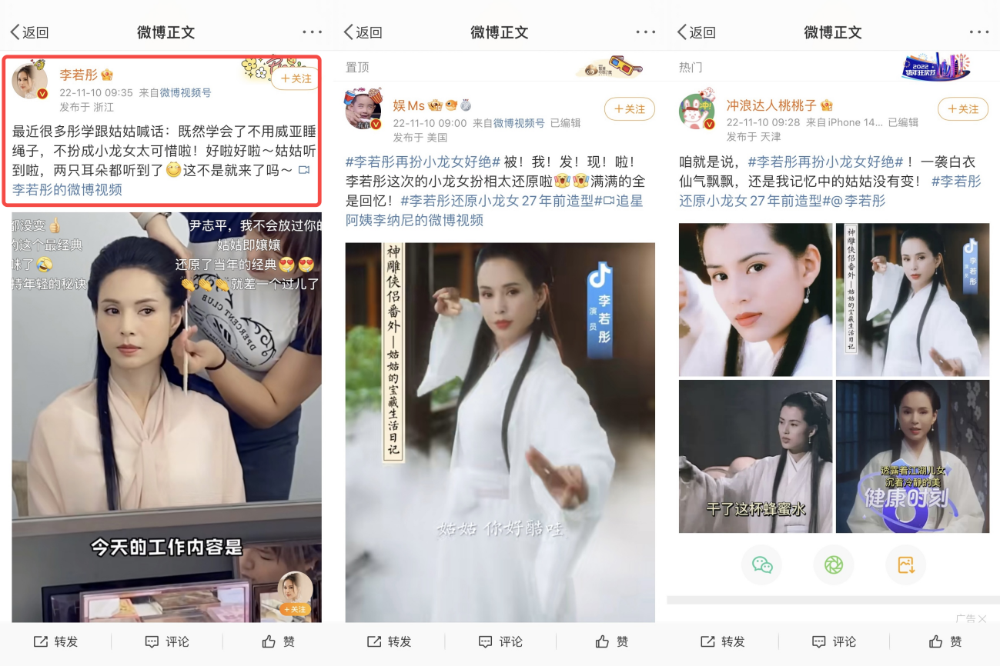 返回
微博正文
李若彤
+关注
22-11-10 09:35 来自微博视频号
发布于 浙江
最近很多彤学跟姑姑喊话：既然学会了不用威亚睡
绳子，不扮成小龙女太可惜啦！好啦好啦～姑姑听
到啦，两只耳朵都听到了 这不是就来了吗～
李若彤的微博视频
都没变
尹志平，我不会放过你的
的这个最经典
姑姑即嬢嬢
味了
还原了当年的经典
持年轻的秘诀
就差一个过儿了
今天的工作内容是
+关注
转发
评论
赞
返回
微博正文
置顶
娱Ms
+关注
22-11-10 09:00 来自微博视频号 已编辑
发布于 美国
#李若彤再扮小龙女好绝# 被！我！发！现！啦！
李若彤这次的小龙女扮相太还原啦 满满的全
是回忆！#李若彤还原小龙女27年前造型# 追星
阿姨李纳尼的微博视频
神雕侠侣番外—姑姑的宝藏生活日记
李若彤
演员
姑姑 你好酷哇
转发
评论
赞
返回
微博正文
热门
2022
冲浪达人桃桃子
+关注
22-11-10 09:28 来自iPhone 14... 已编辑
发布于 天津
咱就是说，#李若彤再扮小龙女好绝# ！一袭白衣
仙气飘飘，还是我记忆中的姑姑没有变！ #李若彤
还原小龙女27年前造型#@李若彤
神雕侠侣番外—姑姑的宝藏生活日记
李若彤
演员
干了这杯蜂蜜水
透露着江湖儿女
沉着冷静的美
健康时刻
广告
转发
评论
赞